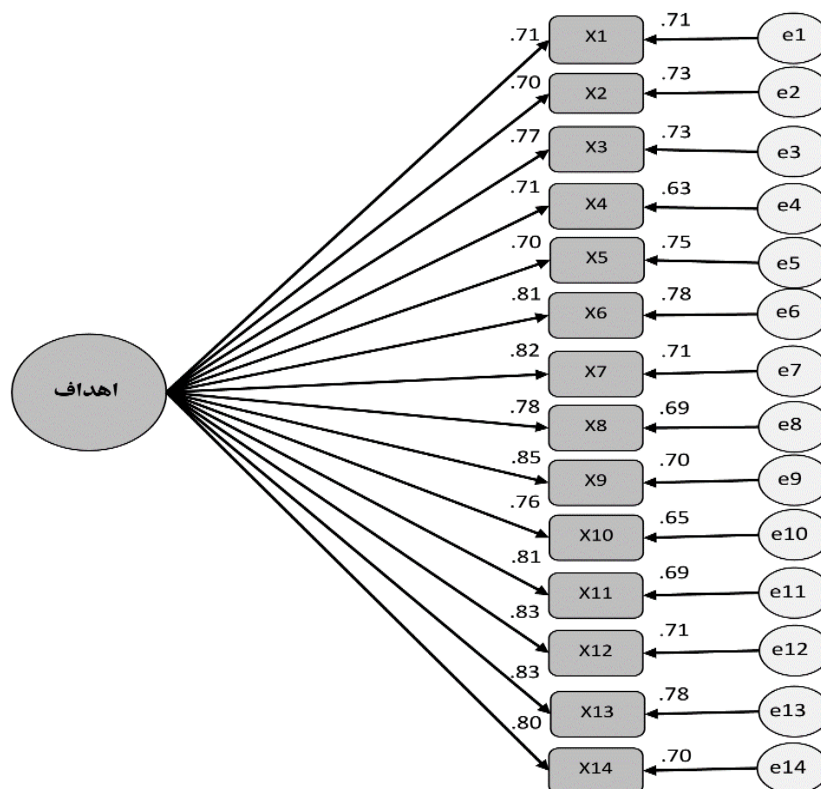 .71 X1 .71 e1
.70 X2 .73 e2
.77 X3 .73 e3
.71 X4 .63 e4
.70 X5 .75 e5
.81 X6 .78 e6
.82 X7 .71 e7
اهداف
.78 X8 .69 e8
.85 X9 .70 e9
.76 X10 .65 e10
.81 X11 .69 e11
.83 X12 .71 e12
.83 X13 .78 e13
.80 X14 .70 e14